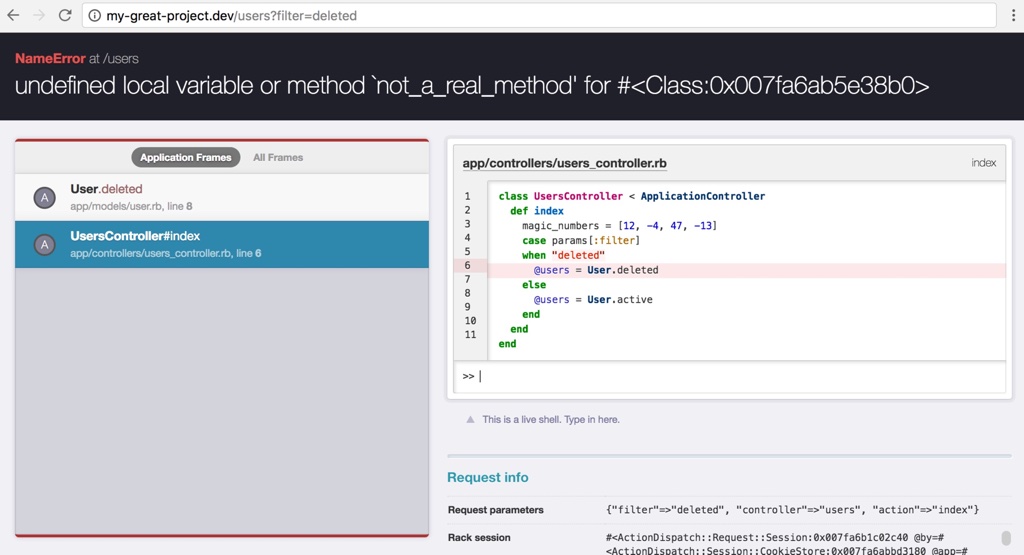 my-great-project.dev/users?filter=deleted
NameError at /users
undefined local variable or method `not_a_real_method' for #<Class:0x007fa6ab5e38b0>
Application Frames All Frames
A
User.deleted
app/models/user.rb, line 8
A
UsersController#index
app/controllers/users_controller.rb, line 6
app/controllers/users_controller.rb index
1 class UsersController < ApplicationController
2 def index
3 magic_numbers = [12, -4, 47, -13]
4 case params[:filter]
5 when "deleted"
6 @users = User.deleted
7 else
8 @users = User.active
9 end
10 end
11 end
>>
This is a live shell. Type in here.
Request info
Request parameters {"filter"=>"deleted", "controller"=>"users", "action"=>"index"}
Rack session #<ActionDispatch::Request::Session:0x007fa6b1c02c40 @by=#
<ActionDispatch::Session::CookieStore:0x007fa6abbd3180 @app=#